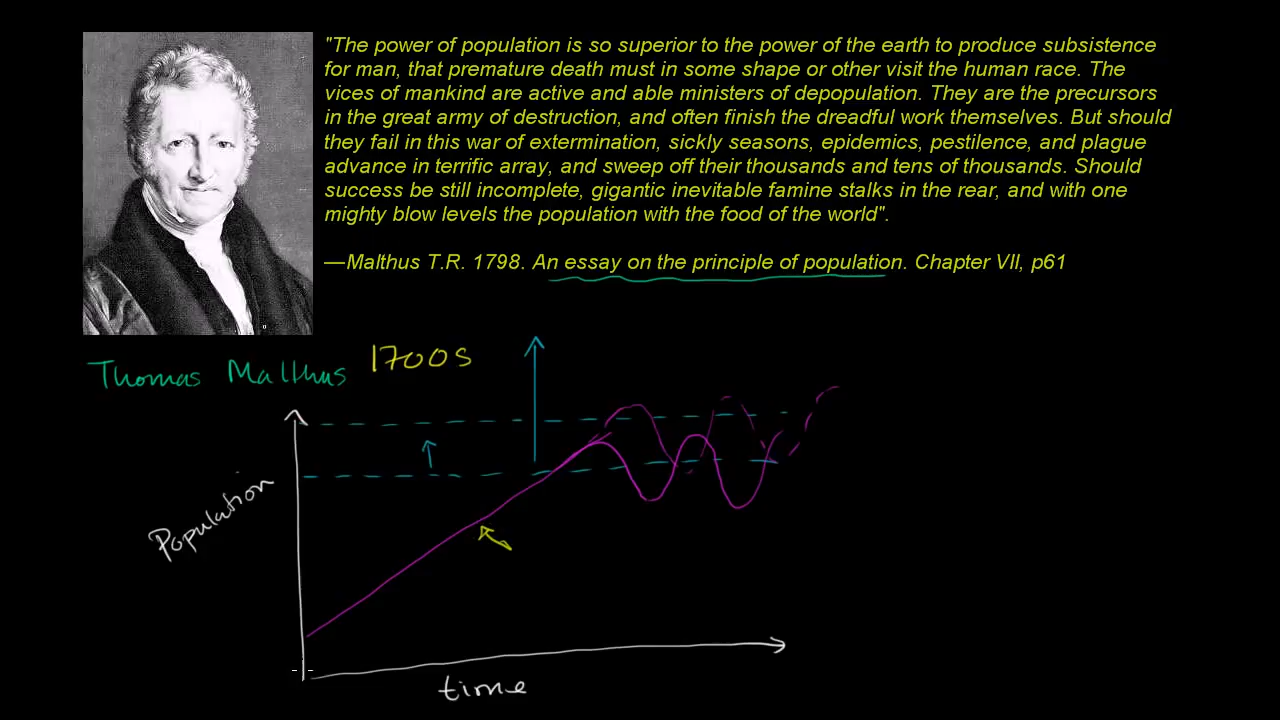 "The power of population is so superior to the power of the earth to produce subsistence
for man, that premature death must in some shape or other visit the human race. The
vices of mankind are active and able ministers of depopulation. They are the precursors
in the great army of destruction, and often finish the dreadful work themselves. But should
they fail in this war of extermination, sickly seasons, epidemics, pestilence, and plague
advance in terrific array, and sweep off their thousands and tens of thousands. Should
success be still incomplete, gigantic inevitable famine stalks in the rear, and with one
mighty blow levels the population with the food of the world".
—Malthus T.R. 1798. An essay on the principle of population. Chapter VII, p61
Thomas Malthus 1700s
Population
time